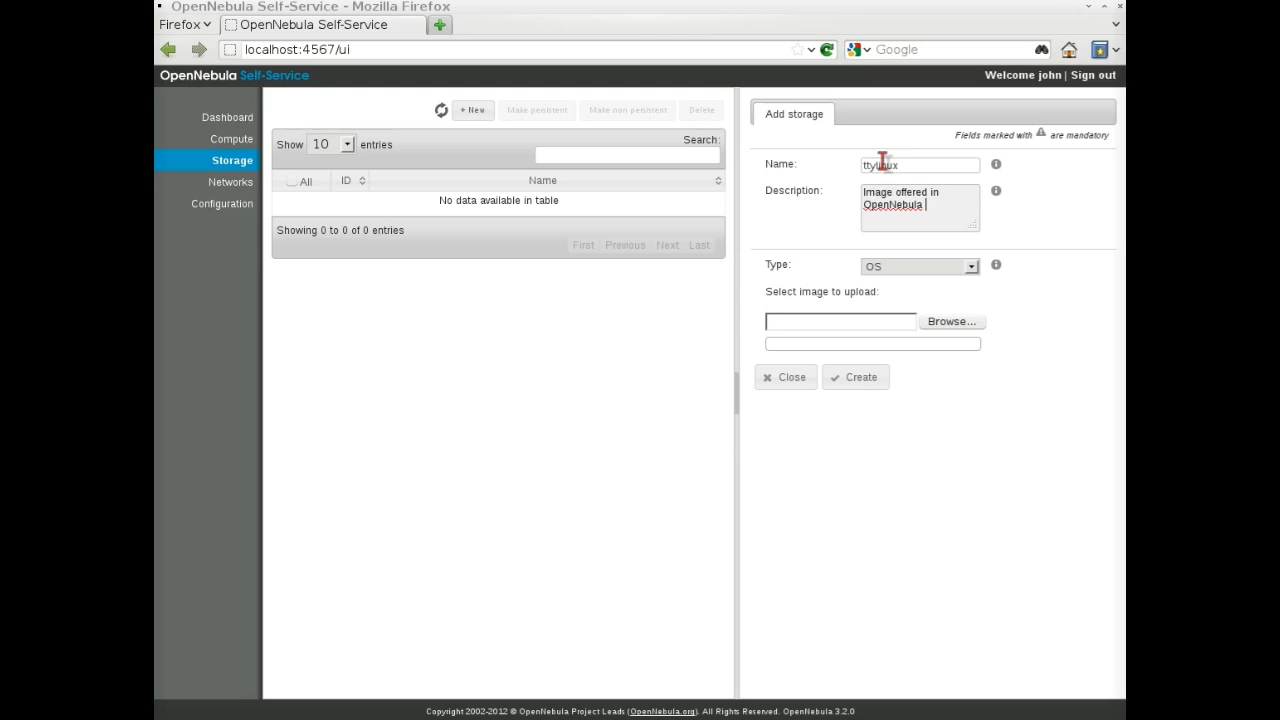 OpenNebula Self-Service - Mozilla Firefox
Firefox
OpenNebula Self-Service
localhost:4567/ui
Google
OpenNebula Self-Service
Welcome john | Sign out
Dashboard
Compute
Storage
Networks
Configuration
+ New
Make persistent
Make non persistent
Delete
Show 10 entries
Search:
All
ID
Name
No data available in table
Showing 0 to 0 of 0 entries
First Previous Next Last
Add storage
Fields marked with are mandatory
Name:
ttylinux
Description:
Image offered in
OpenNebula
Type:
OS
Select image to upload:
Browse...
Close
Create
Copyright 2002-2012 © OpenNebula Project Leads (OpenNebula.org). All Rights Reserved. OpenNebula 3.2.0